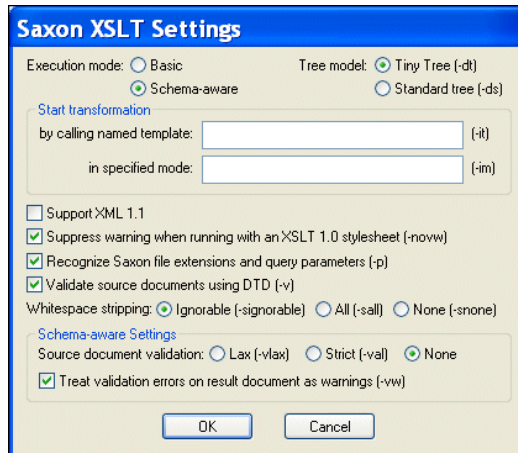 Saxon XSLT Settings
Execution mode: Basic Tree model: Tiny Tree (-dt)
Schema-aware Standard tree (-ds)
Start transformation
by calling named template: (-it)
in specified mode: (-im)
Support XML 1.1
Suppress warning when running with an XSLT 1.0 stylesheet (-novw)
Recognize Saxon file extensions and query parameters (-p)
Validate source documents using DTD (-v)
Whitespace stripping: Ignorable (-signorable) All (-sall) None (-snone)
Schema-aware Settings
Source document validation: Lax (-vlax) Strict (-val) None
Treat validation errors on result document as warnings (-vw)
OK Cancel